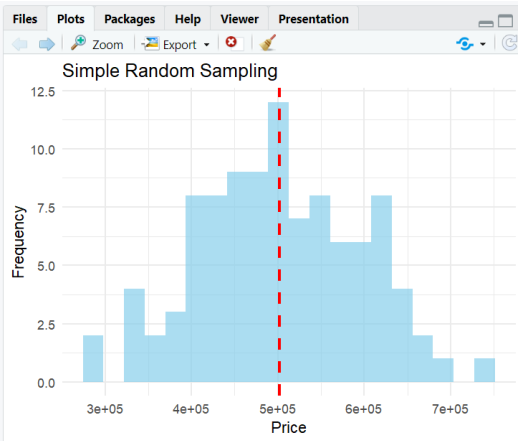 Files Plots Packages Help Viewer Presentation
Zoom Export
Simple Random Sampling
12.5
10.0
7.5
5.0
2.5
0.0
Frequency
3e+05 4e+05 5e+05 6e+05 7e+05
Price